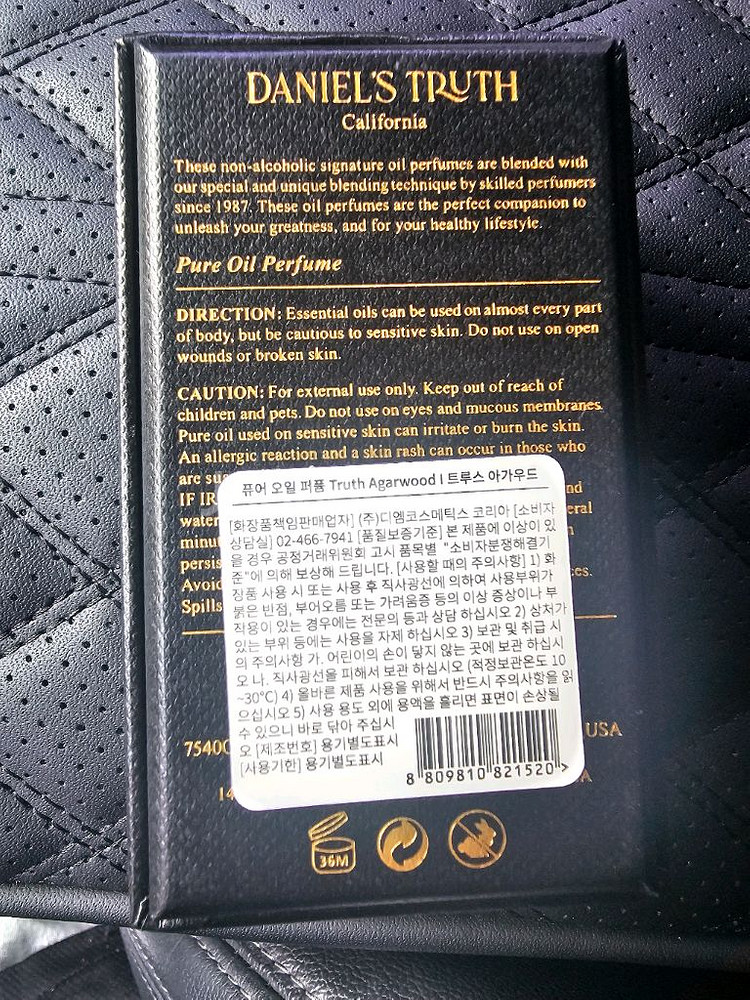 DANIEL'S TRUTH
California
These non-alcoholic signature oil perfumes are blended with
our special and unique blending technique by skilled perfumers
since 1987. These oil perfumes are the perfect companion to
unleash your greatness, and for your healthy lifestyle.
Pure Oil Perfume
DIRECTION: Essential oils can be used on almost every part
of body, but be cautious to sensitive skin. Do not use on open
wounds or broken skin.
CAUTION: For external use only. Keep out of reach of
children and pets. Do not use on eyes and mucous membranes.
Pure oil used on sensitive skin can irritate or burn the skin.
An allergic reaction and a skin rash can occur in those who
are
IF
water
persis
Avoid
Spills
퓨어 오일 퍼퓸 Truth Agarwood I 트루스 아가우드
[화장품책임판매업자] (주)디엠코스메틱스 코리아 [소비자
상담실] 02-466-7941 [품질보증기준] 본 제품에 이상이 있
을 경우 공정거래위원회 고시 품목별 "소비자분쟁해결기
준"에 의해 보상해 드립니다. [사용할 때의 주의사항] 1) 화
장품 사용 시 또는 사용 후 직사광선에 의하여 사용부위가
붉은 반점, 부어오름 또는 가려움증 등의 이상 증상이나 부
작용이 있는 경우에는 전문의 등과 상담 하십시오 2) 상처가
있는 부위 등에는 사용을 자제 하십시오 3) 보관 및 취급 시
의 주의사항 가. 어린이의 손이 닿지 않는 곳에 보관 하십시
오 나. 직사광선을 피해서 보관 하십시오 (적정보관온도 10
~30℃) 4) 올바른 제품 사용을 위해서 반드시 주의사항을 읽
으십시오 5) 사용 용도 외에 용액을 흘리면 표면이 손상될
수 있으니 바로 닦아 주십시
오 [제조번호] 용기별도표시
[사용기한] 용기별도표시
8 809810 821520 >
7540 USA
14
36M